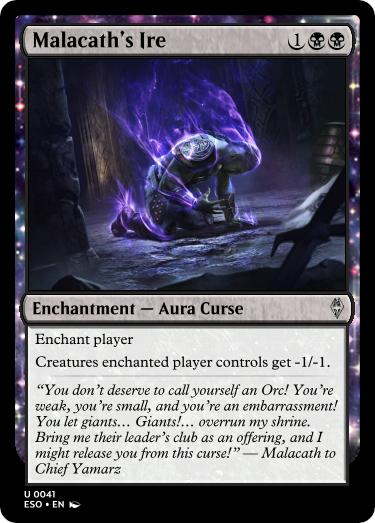 Malacath's Ire
1
Enchantment — Aura Curse
Enchant player
Creatures enchanted player controls get -1/-1.
“You don't deserve to call yourself an Orc! You're
weak, you're small, and you're an embarrassment!
You let giants… Giants!… overrun my shrine.
Bring me their leader's club as an offering, and I
might release you from this curse!” — Malacath to
Chief Yamarz
U 0041
ESO • EN